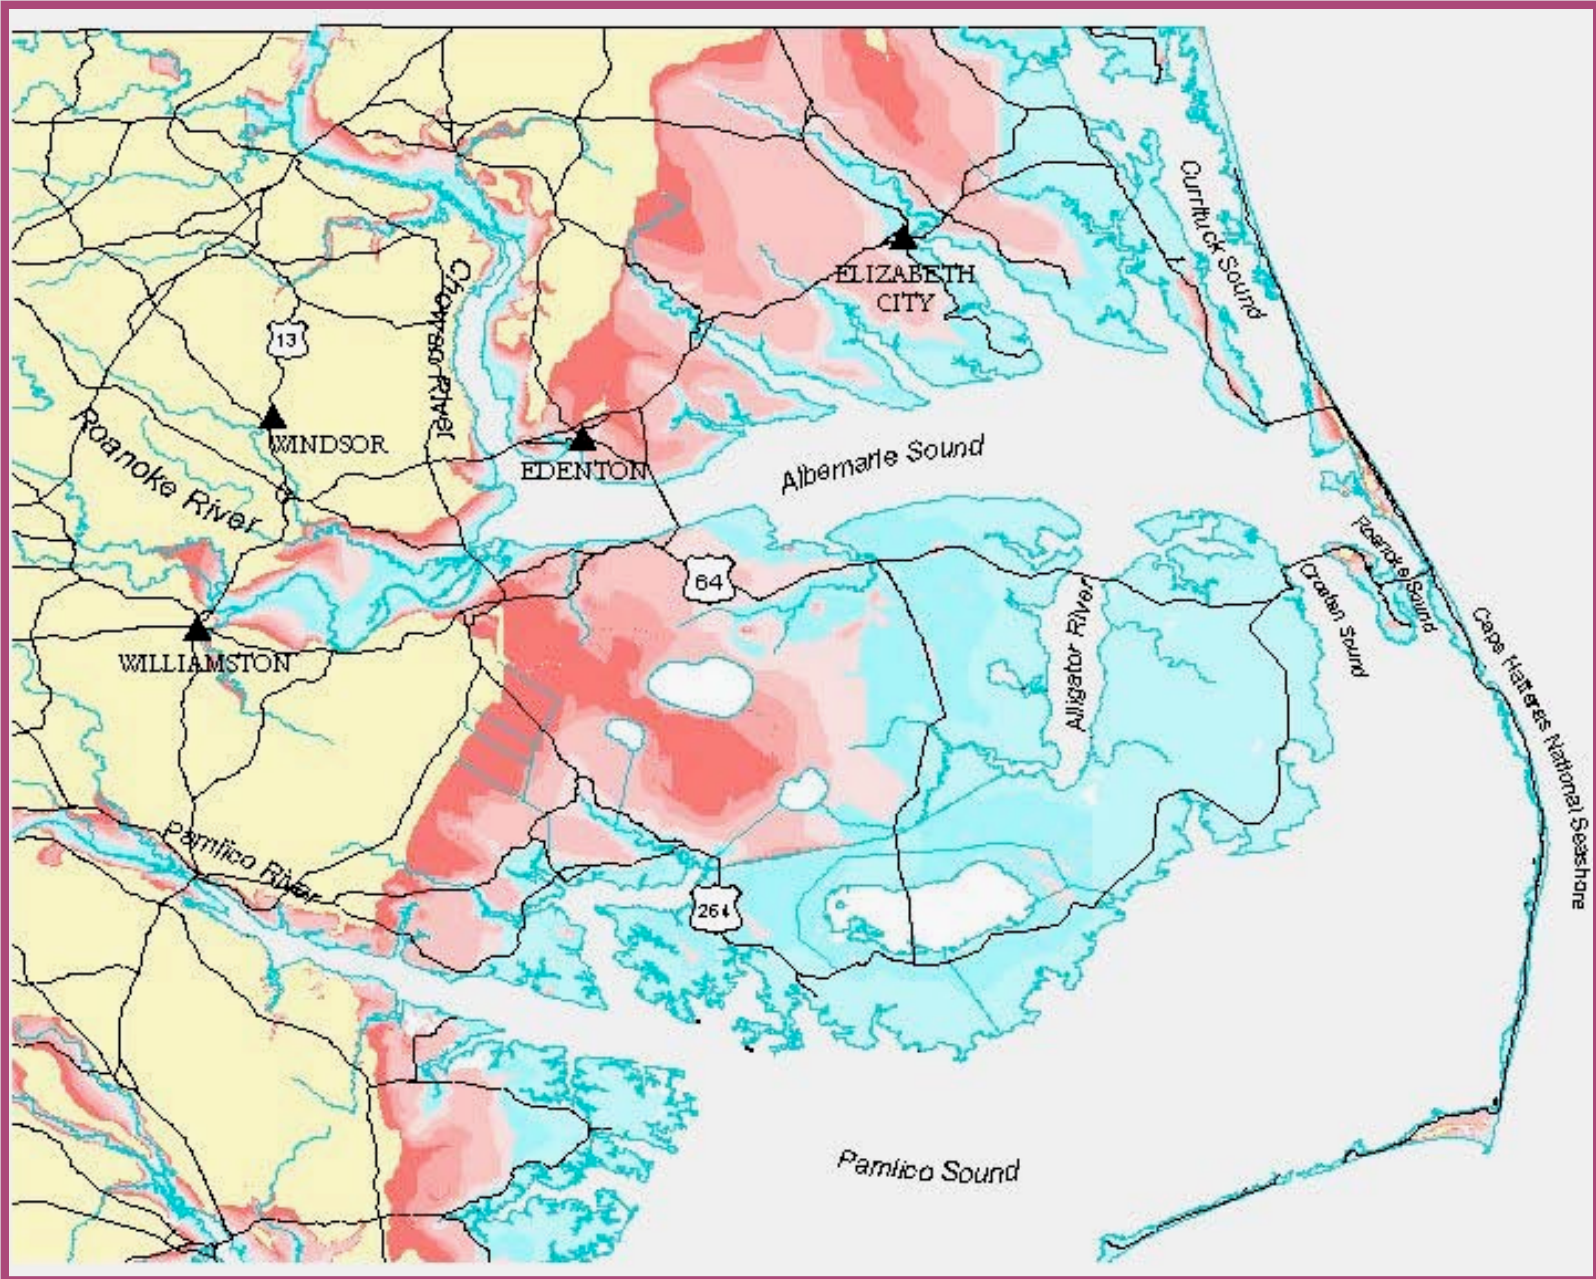 Currituck Sound
ELIZABETH
CITY
Chowan River
13
WINDSOR
Roanoke River
EDENTON
Albemarle Sound
64
Roanoke Sound
Croatan Sound
Alligator River
Cape Hatteras National Seashore
WILLIAMSTON
Pamlico River
264
Pamlico Sound